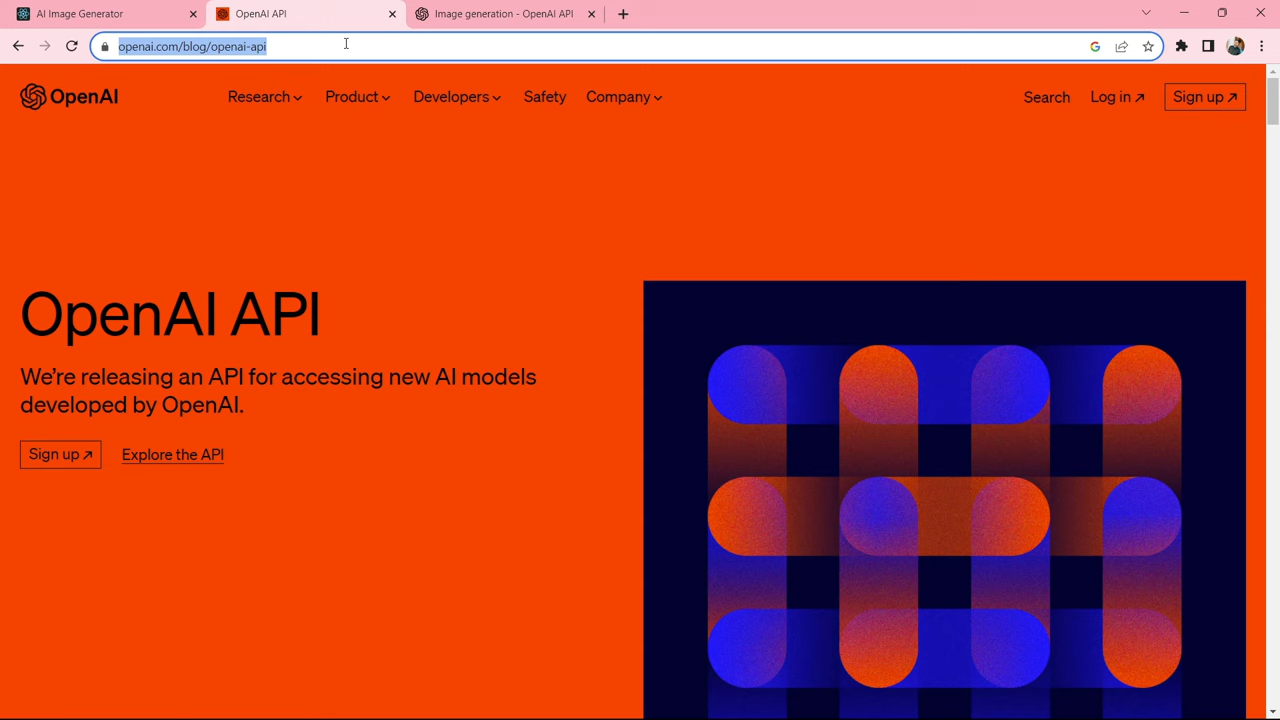 AI Image Generator
OpenAI API
Image generation - OpenAI API
openai.com/blog/openai-api
OpenAI
Research
Product
Developers
Safety
Company
Search
Log in ↗
Sign up ↗
OpenAI API
We're releasing an API for accessing new AI models
developed by OpenAI.
Sign up ↗
Explore the API